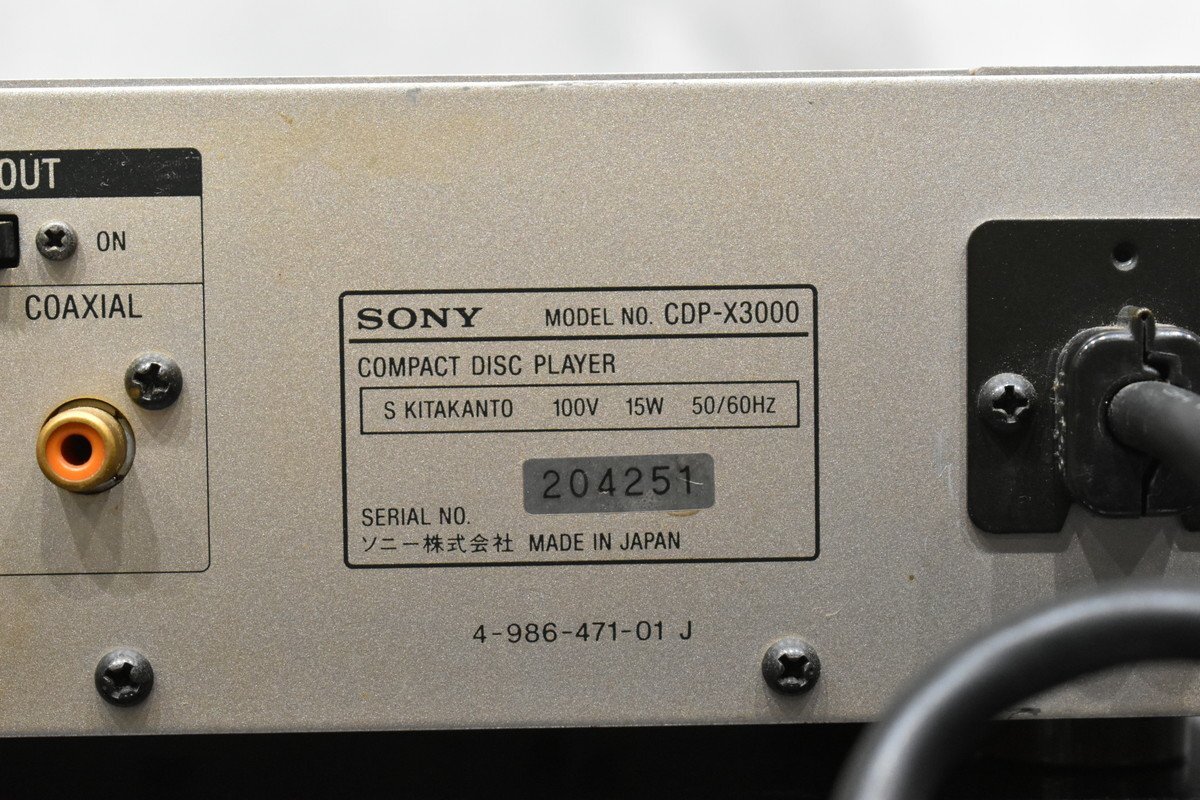 OUT
ON
COAXIAL
SONY MODEL NO. CDP-X3000
COMPACT DISC PLAYER
S KITAKANTO 100V 15W 50/60Hz
204251
SERIAL NO.
ソニー株式会社 MADE IN JAPAN
4-986-471-01 J